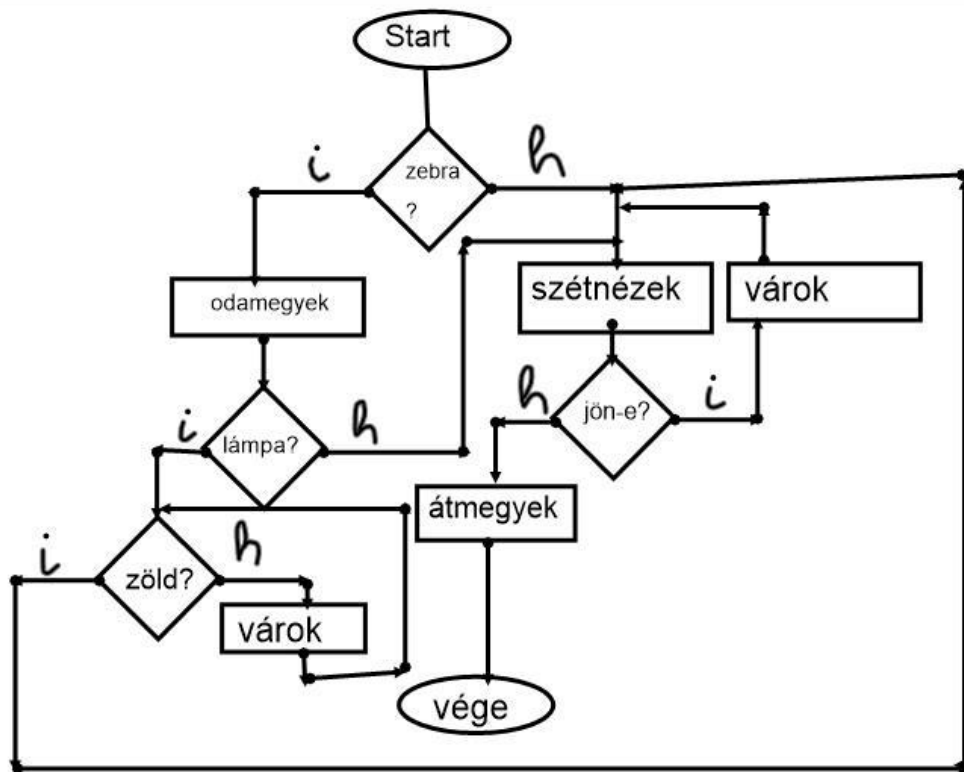 Start
i
zebra
?
h
odamegyek
szétnézek
várok
i
lámpa?
h
h
jön-e?
i
átmegyek
i
zöld?
h
várok
vége